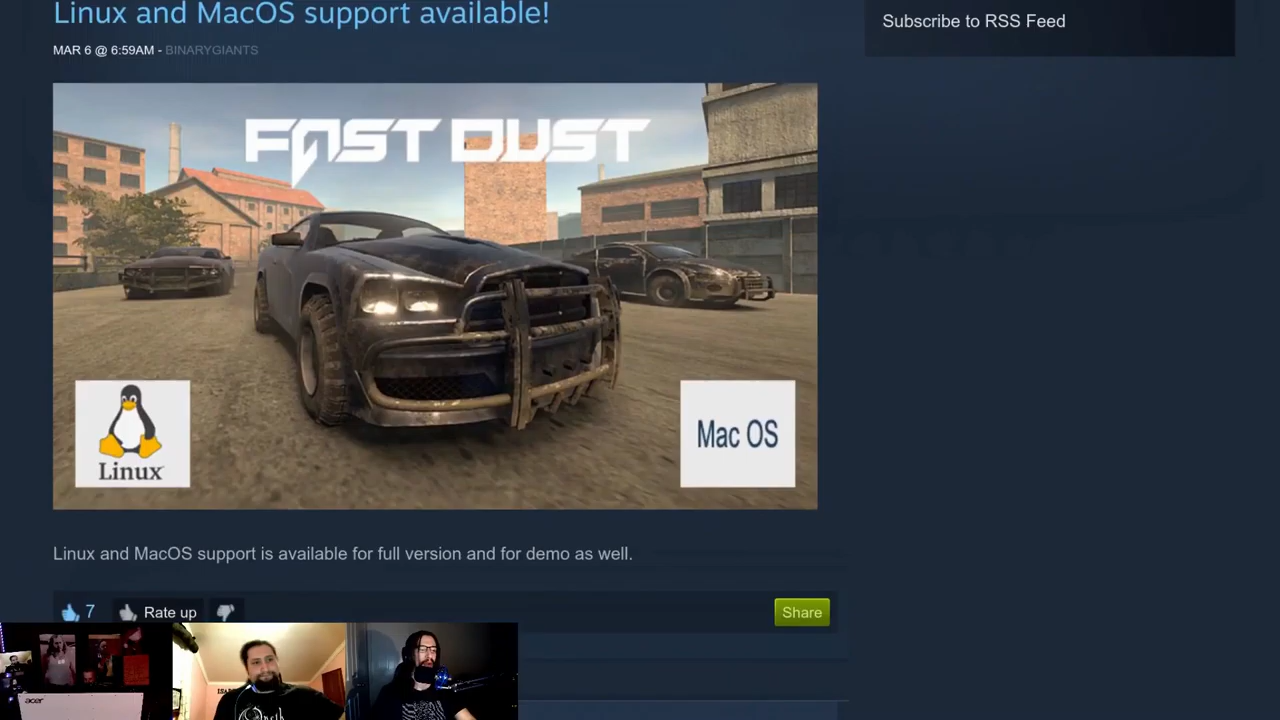 Linux and MacOS support available!
Subscribe to RSS Feed
MAR 6 @ 6:59AM - BINARYGIANTS
FAST DUST
Linux
Mac OS
Linux and MacOS support is available for full version and for demo as well.
7
Rate up
Share
acer